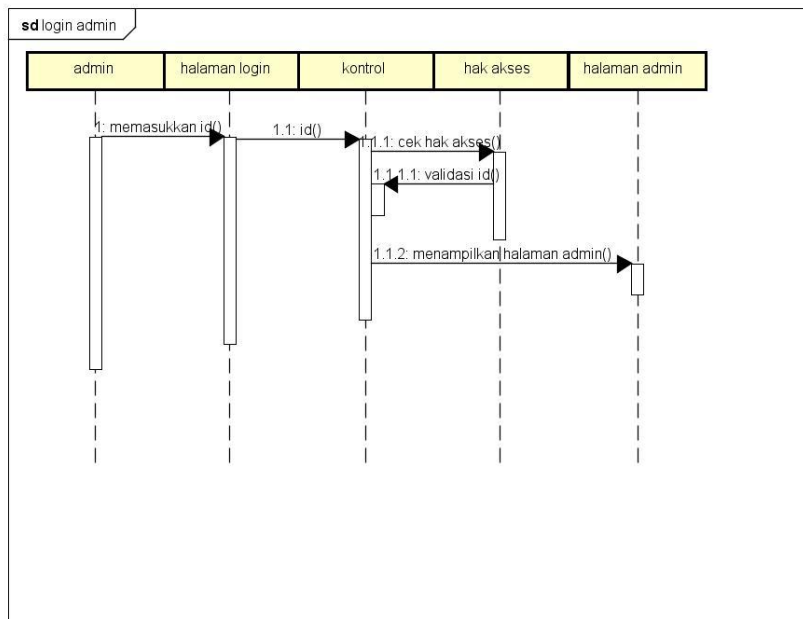 sd login admin
admin
halaman login
kontrol
hak akses
halaman admin
1: memasukkan id()
1.1: id()
1.1.1: cek hak akses()
1.1.1.1: validasi id()
1.1.2: menampilkan halaman admin()